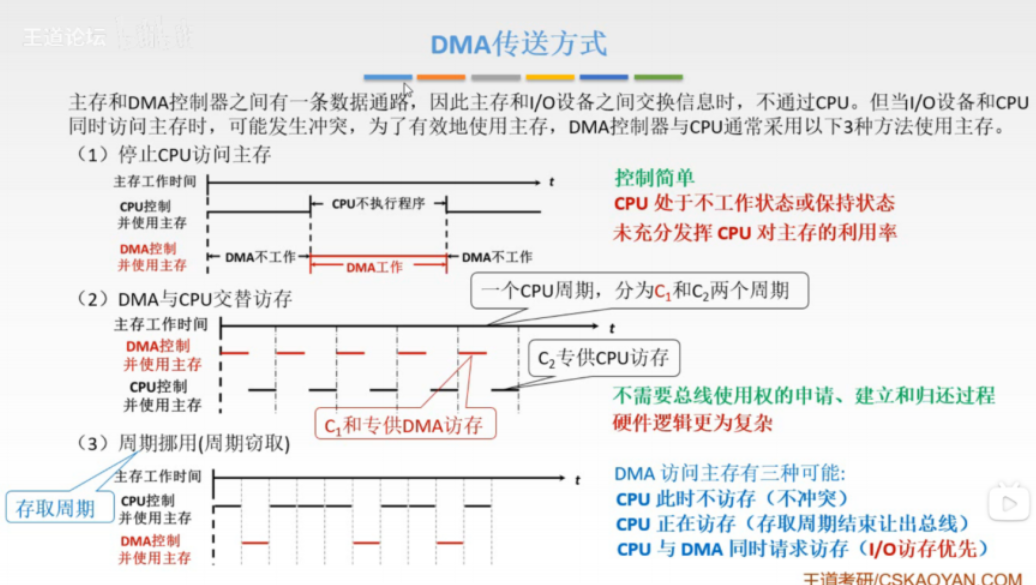 王道论坛
DMA传送方式
主存和DMA控制器之间有一条数据通路，因此主存和I/O设备之间交换信息时，不通过CPU。但当I/O设备和CPU
同时访问主存时，可能发生冲突，为了有效地使用主存，DMA控制器与CPU通常采用以下3种方法使用主存。
（1）停止CPU访问主存
主存工作时间
t
CPU控制
并使用主存
CPU不执行程序
DMA控制
并使用主存
DMA不工作
DMA工作
DMA不工作
控制简单
CPU 处于不工作状态或保持状态
未充分发挥 CPU 对主存的利用率
（2）DMA与CPU交替访存
一个CPU周期，分为C1和C2两个周期
主存工作时间
t
DMA控制
并使用主存
C2专供CPU访存
CPU控制
并使用主存
C1和专供DMA访存
不需要总线使用权的申请、建立和归还过程
硬件逻辑更为复杂
（3）周期挪用(周期窃取)
主存工作时间
t
存取周期
CPU控制
并使用主存
DMA控制
并使用主存
DMA 访问主存有三种可能:
CPU 此时不访存（不冲突）
CPU 正在访存（存取周期结束让出总线）
CPU 与 DMA 同时请求访存（I/O访存优先）
王道考研/CSKAOYAN.COM